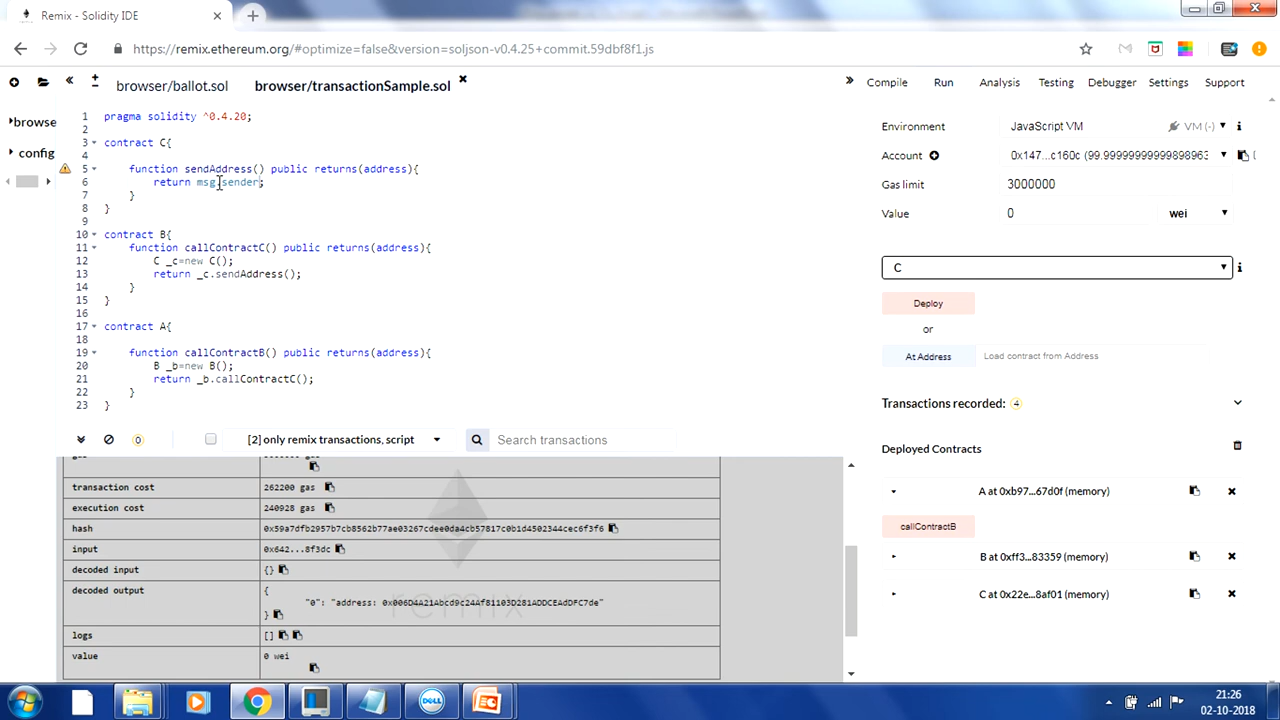 Remix - Solidity IDE
https://remix.ethereum.org/#optimize=false&version=soljson-v0.4.25+commit.59dbf8f1.js
browser/ballot.sol browser/transactionSample.sol
Compile Run Analysis Testing Debugger Settings Support
browse
config
1 pragma solidity ^0.4.20;
2
3 contract C{
4
5 function sendAddress() public returns(address){
6 return msg.sender;
7 }
8 }
9
10 contract B{
11 function callContractC() public returns(address){
12 C _c=new C();
13 return _c.sendAddress();
14 }
15 }
16
17 contract A{
18
19 function callContractB() public returns(address){
20 B _b=new B();
21 return _b.callContractC();
22 }
23 }
0 [2] only remix transactions, script Search transactions
transaction cost 262200 gas
execution cost 240928 gas
hash 0x59a7dfb2957b7cb8562b77ae03267cdee0da4cb57817c0b1d4502344cec6f3f6
input 0x642...8f3dc
decoded input {}
decoded output {
"0": "address: 0x006D4A21Abcd9c24Af81103D281ADDCEAdDFC7de"
}
logs []
value 0 wei
remix
Environment JavaScript VM VM (-)
Account 0x147...c160c (99.9999999999898963
Gas limit 3000000
Value 0 wei
C
Deploy
or
At Address Load contract from Address
Transactions recorded: 4
Deployed Contracts
A at 0xb97...67d0f (memory)
callContractB
B at 0xff3...83359 (memory)
C at 0x22e...8af01 (memory)
DELL
21:26
02-10-2018